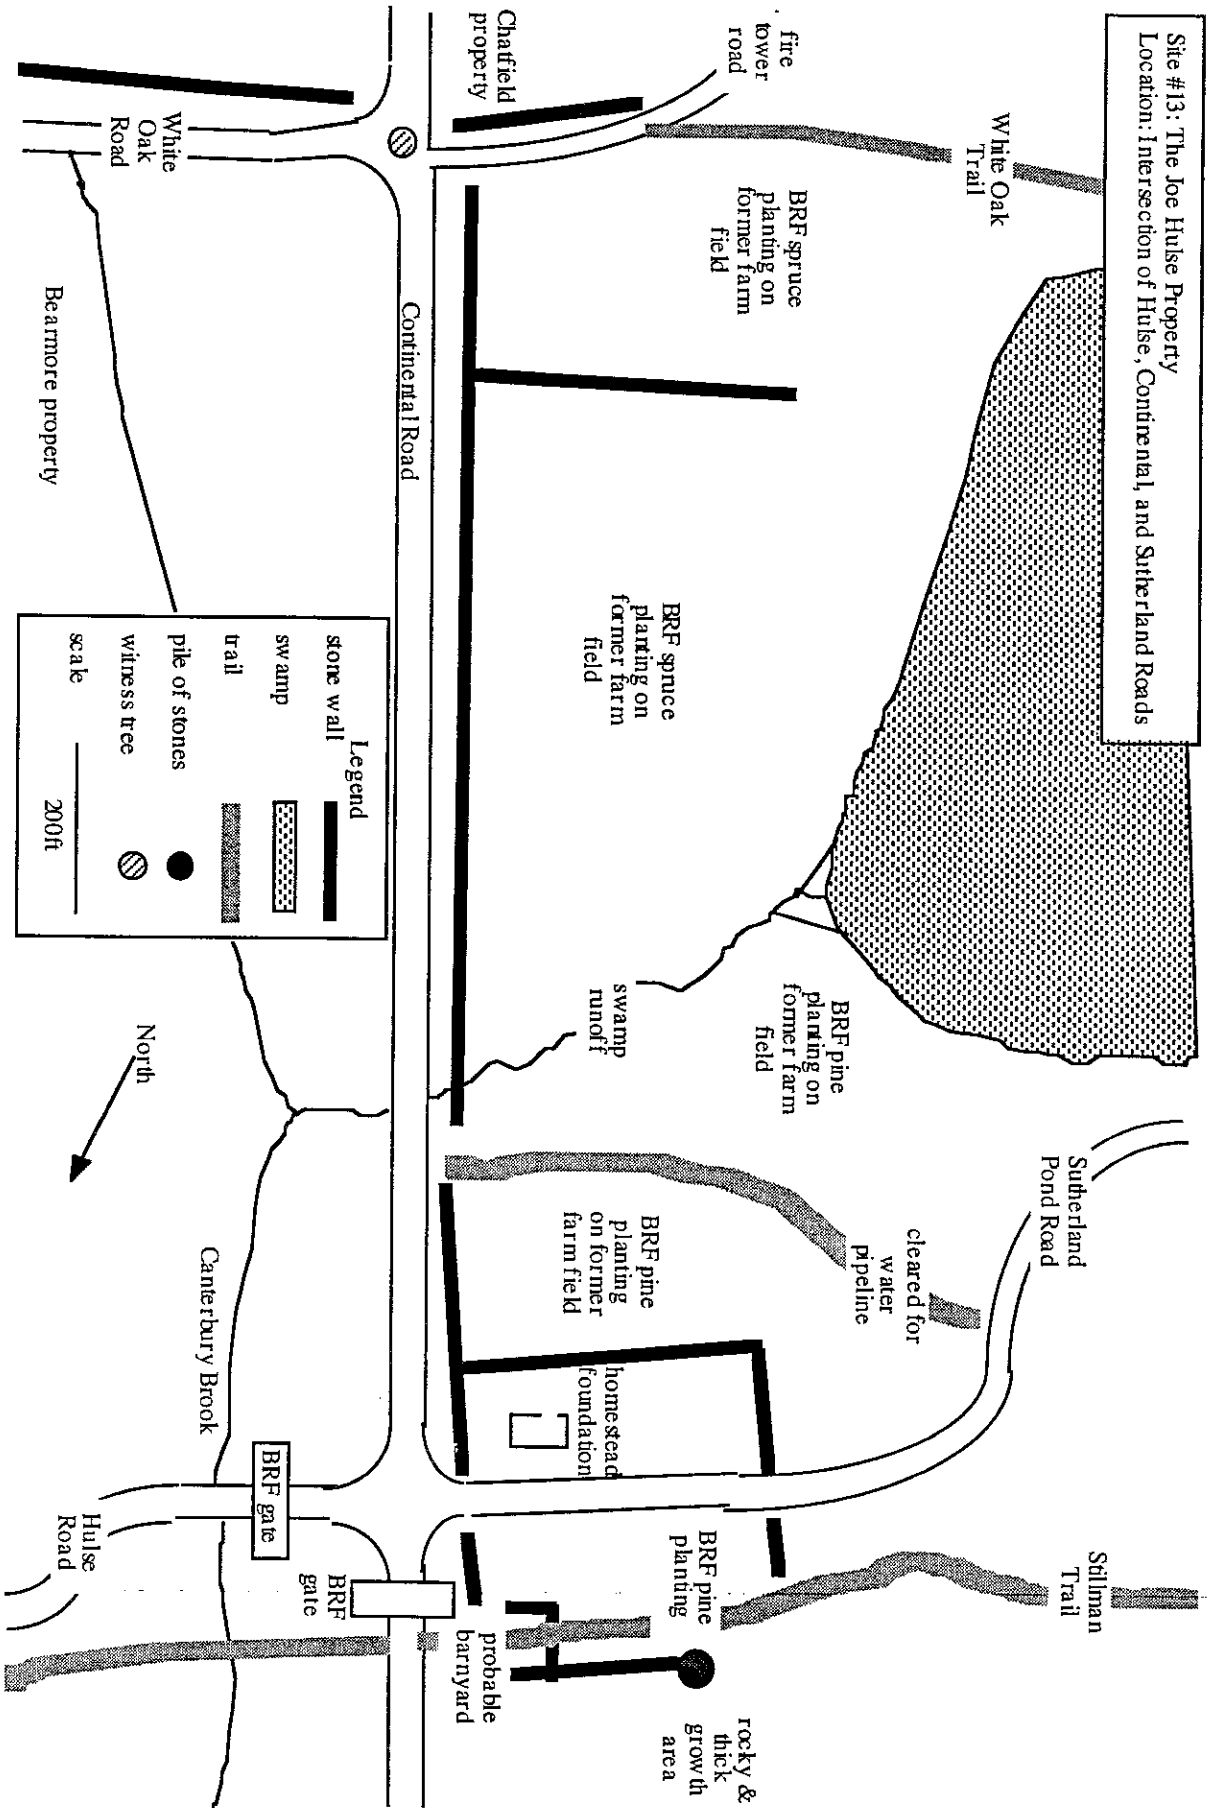 Site #13: The Joe Hulse Property
Location: Intersection of Hulse, Continental, and Sutherland Roads
fire
tower
road
White Oak
Trail
Chatfield
property
BRF spruce
planting on
former farm
field
White
Oak
Road
Continental Road
Bearmore property
BRF spruce
planting on
former farm
field
swamp
runoff
BRF pine
planting on
former farm
field
Sutherland
Pond Road
cleared for
water
pipeline
BRF pine
planting
on former
farm field
homestead
foundation
Legend
stone wall
swamp
trail
pile of stones
witness tree
scale
200ft
North
Canterbury Brook
BRF gate
Hulse
Road
BRF
gate
BRF pine
planting
Stillman
Trail
probable
barnyard
rocky &
thick
growth
area